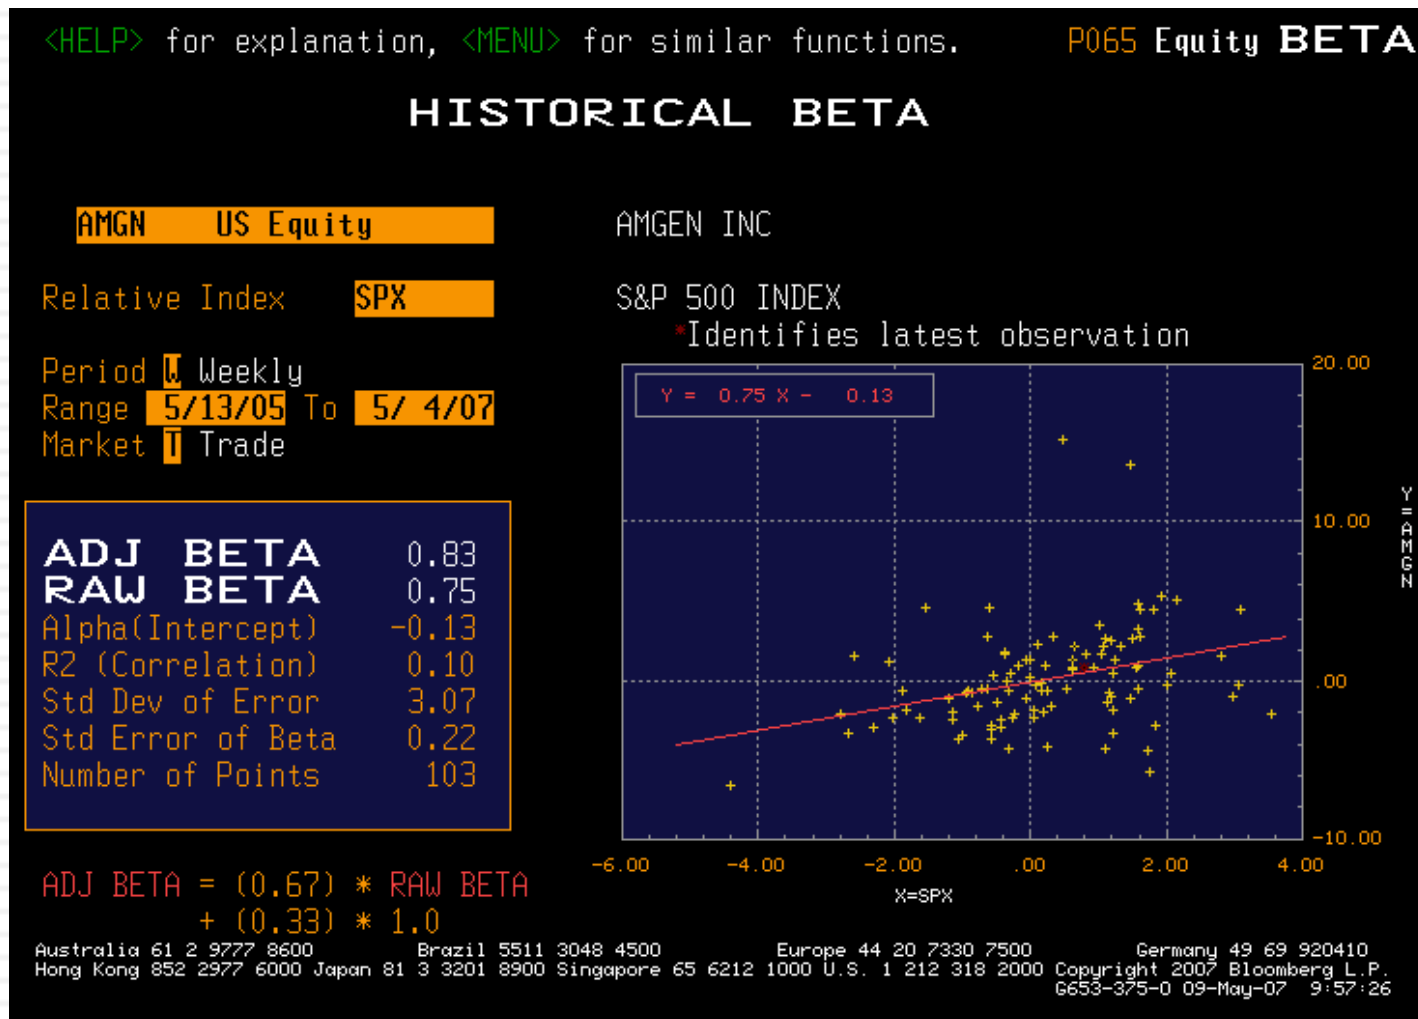 <HELP> for explanation, <MENU> for similar functions. P065 Equity BETA
HISTORICAL BETA
AMGN US Equity
AMGEN INC
Relative Index SPX
S&P 500 INDEX
*Identifies latest observation
Period W Weekly
Range 5/13/05 To 5/ 4/07
Market T Trade
ADJ BETA 0.83
RAW BETA 0.75
Alpha(Intercept) -0.13
R2 (Correlation) 0.10
Std Dev of Error 3.07
Std Error of Beta 0.22
Number of Points 103
ADJ BETA = (0.67) * RAW BETA
+ (0.33) * 1.0
Y = 0.75 X - 0.13
20.00
10.00
.00
-10.00
Y=AMGN
-6.00 -4.00 -2.00 .00 2.00 4.00
X=SPX
Australia 61 2 9777 8600 Brazil 5511 3048 4500 Europe 44 20 7330 7500 Germany 49 69 920410
Hong Kong 852 2977 6000 Japan 81 3 3201 8900 Singapore 65 6212 1000 U.S. 1 212 318 2000 Copyright 2007 Bloomberg L.P.
G653-375-0 09-May-07 9:57:26